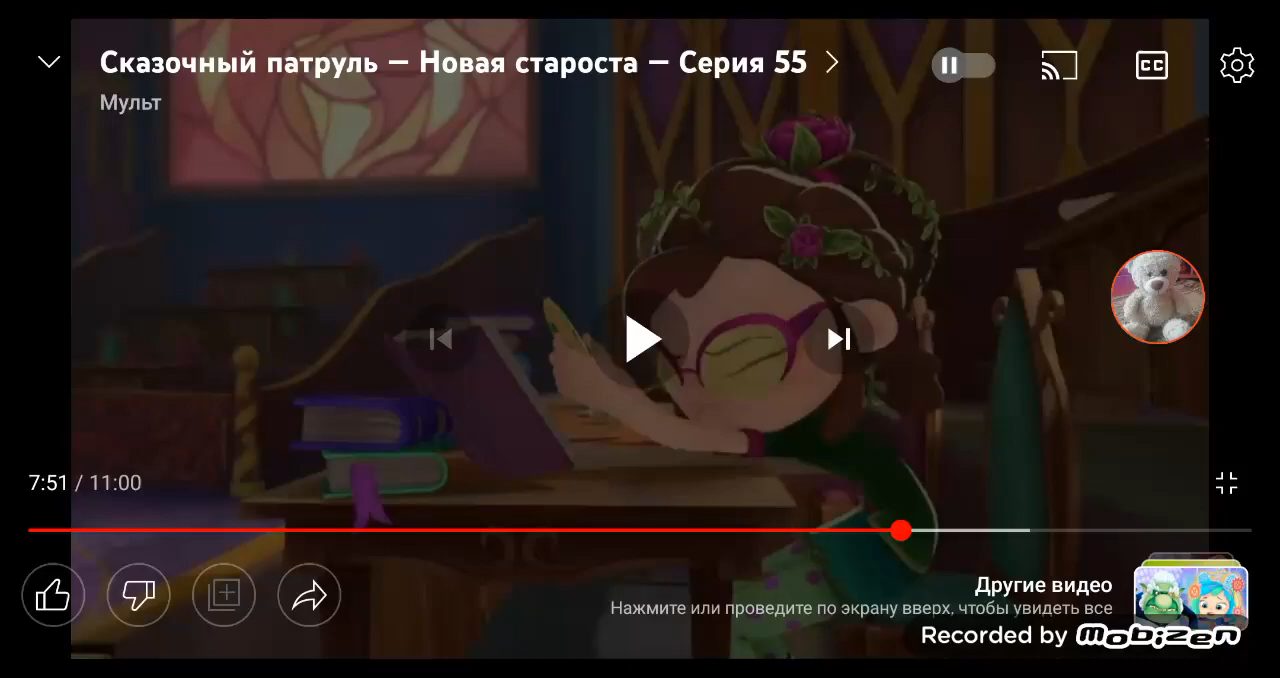 Сказочный патруль — Новая староста — Серия 55
Мульт
CC
7:51 / 11:00
Другие видео
Нажмите или проведите по экрану вверх, чтобы увидеть все
Recorded by Mobizen